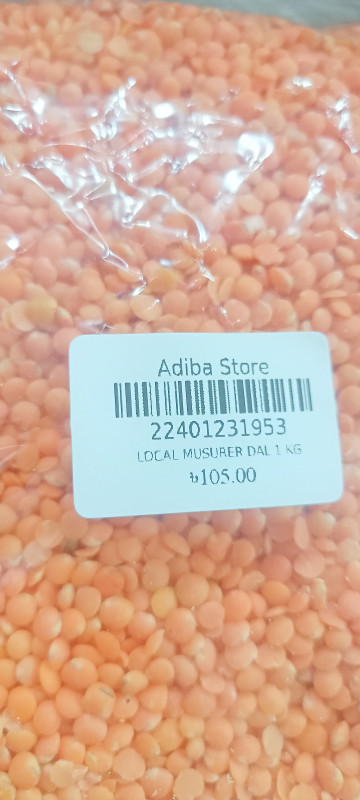 Adiba Store
22401231953
LOCAL MUSURER DAL 1 KG
৳105.00